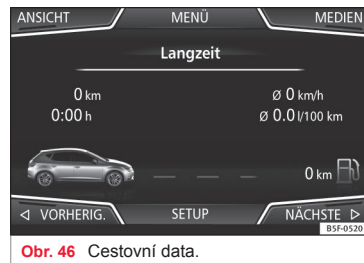 ANSICHT MENÜ MEDIEN
Langzeit
0 km Ø 0 km/h
0:00 h Ø 0.0 l/100 km
0 km
VORHERIG. SETUP NÄCHSTE
B5F-0520
Obr. 46 Cestovní data.